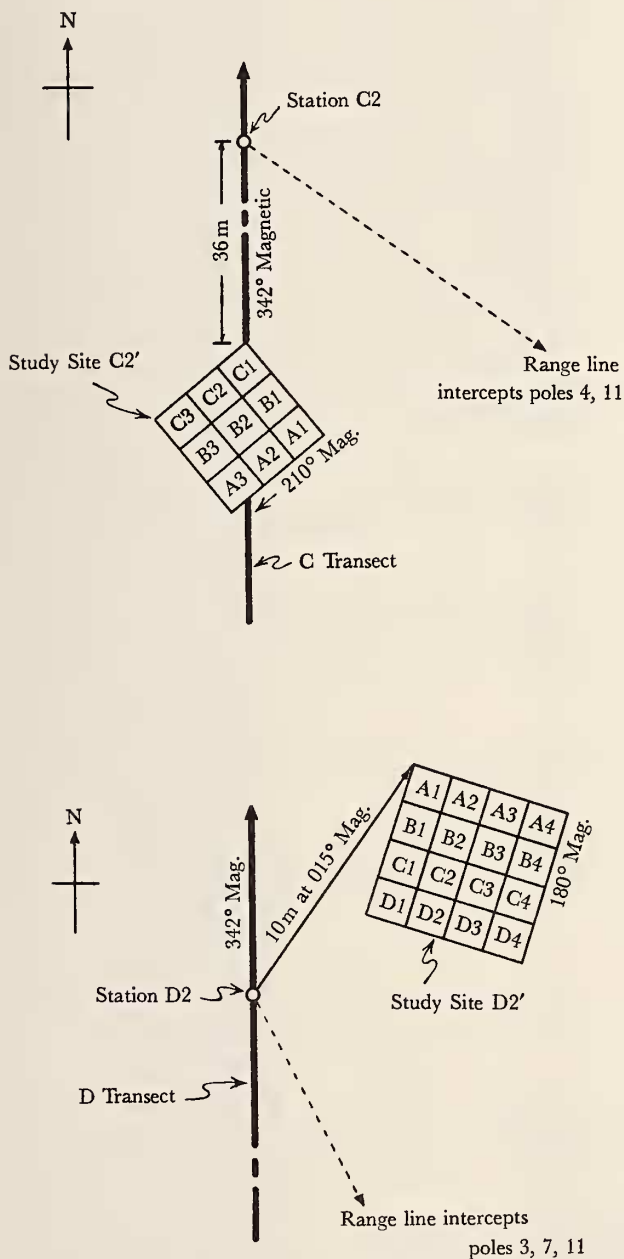 N
Station C2
36 m
342° Magnetic
Range line
intercepts poles 4, 11
Study Site C2'
C3 C2 C1
B3 B2 B1
A3 A2 A1
210° Mag.
C Transect
N
342° Mag.
10 m at 015° Mag.
A1 A2 A3 A4
B1 B2 B3 B4
C1 C2 C3 C4
D1 D2 D3 D4
180° Mag.
Station D2
Study Site D2'
D Transect
Range line intercepts
poles 3, 7, 11